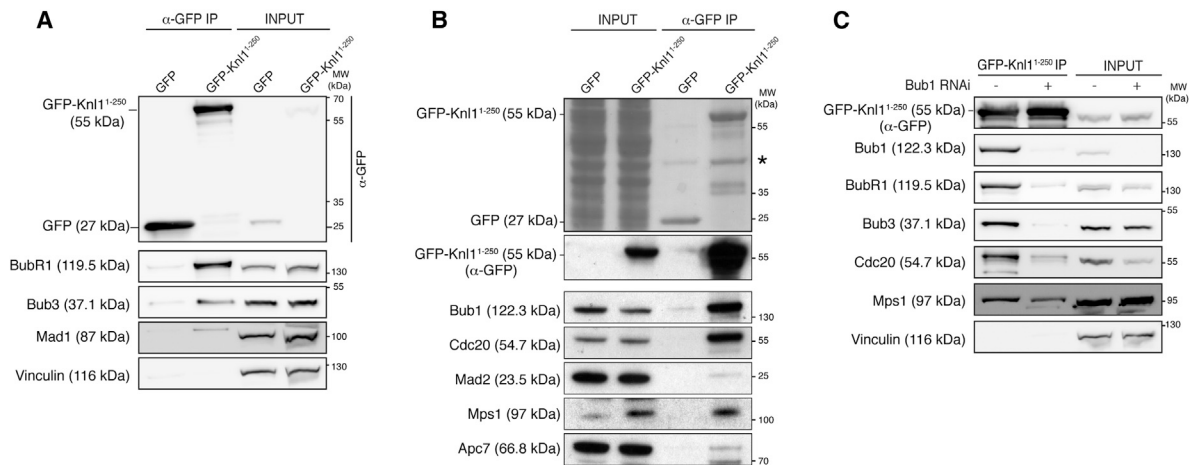 A
α-GFP IP INPUT
GFP GFP-Knl1¹⁻²⁵⁰ GFP GFP-Knl1¹⁻²⁵⁰
MW
(kDa)
GFP-Knl1¹⁻²⁵⁰
(55 kDa)
70
55
35
25
α-GFP
GFP (27 kDa)
BubR1 (119.5 kDa) 130
55
Bub3 (37.1 kDa)
35
Mad1 (87 kDa) 100
130
Vinculin (116 kDa)
B
INPUT α-GFP IP
GFP GFP-Knl1¹⁻²⁵⁰ GFP GFP-Knl1¹⁻²⁵⁰
MW
(kDa)
GFP-Knl1¹⁻²⁵⁰ (55 kDa)
55
*
35
25
GFP (27 kDa)
GFP-Knl1¹⁻²⁵⁰ (55 kDa) 55
(α-GFP)
Bub1 (122.3 kDa) 130
Cdc20 (54.7 kDa) 55
Mad2 (23.5 kDa) 25
Mps1 (97 kDa) 100
Apc7 (66.8 kDa) 70
C
GFP-Knl1¹⁻²⁵⁰ IP INPUT
Bub1 RNAi - + - +
MW
(kDa)
GFP-Knl1¹⁻²⁵⁰ (55 kDa)
(α-GFP)
55
Bub1 (122.3 kDa) 130
BubR1 (119.5 kDa) 130
55
Bub3 (37.1 kDa)
35
Cdc20 (54.7 kDa) 55
Mps1 (97 kDa) 95
130
Vinculin (116 kDa)